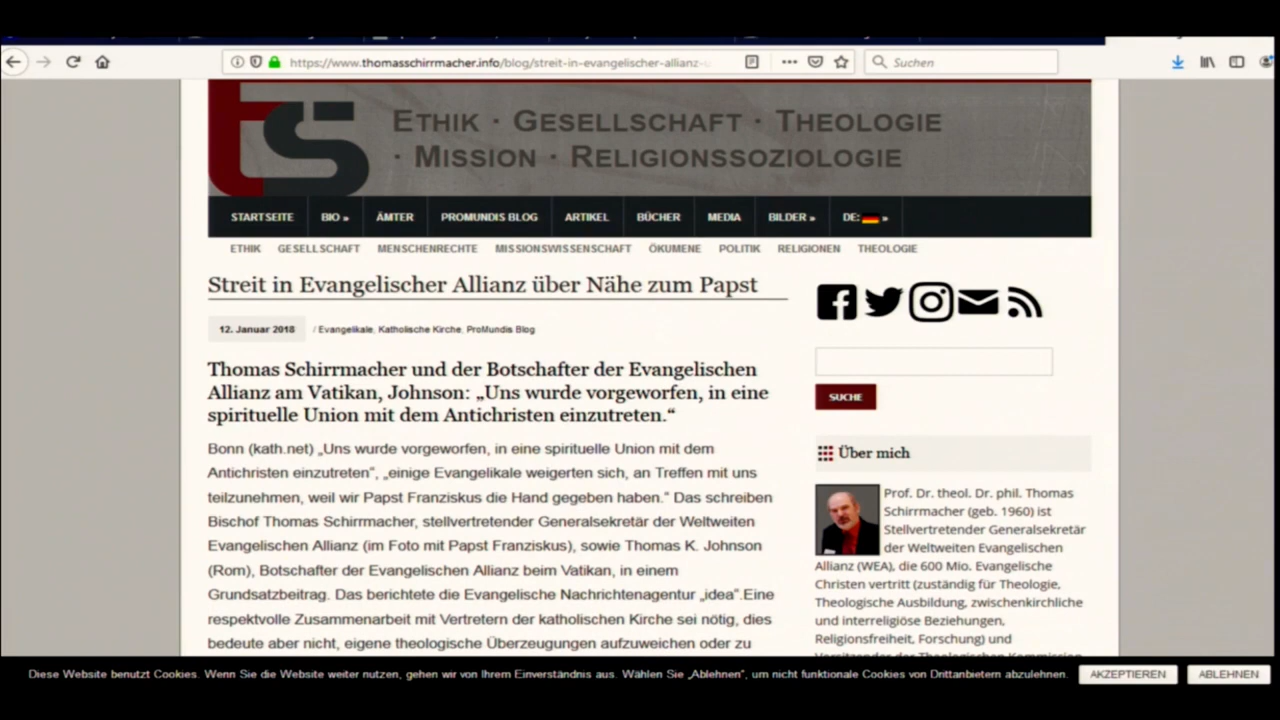 https://www.thomasschirrmacher.info/blog/streit-in-evangelischer-allianz-u
Suchen
ts
ETHIK · GESELLSCHAFT · THEOLOGIE
· MISSION · RELIGIONSSOZIOLOGIE
STARTSEITE BIO » ÄMTER PROMUNDIS BLOG ARTIKEL BÜCHER MEDIA BILDER » DE: »
ETHIK GESELLSCHAFT MENSCHENRECHTE MISSIONSWISSENSCHAFT ÖKUMENE POLITIK RELIGIONEN THEOLOGIE
Streit in Evangelischer Allianz über Nähe zum Papst
12. Januar 2018 / Evangelikale, Katholische Kirche, ProMundis Blog
Thomas Schirrmacher und der Botschafter der Evangelischen
Allianz am Vatikan, Johnson: „Uns wurde vorgeworfen, in eine
spirituelle Union mit dem Antichristen einzutreten.“
Bonn (kath.net) „Uns wurde vorgeworfen, in eine spirituelle Union mit dem
Antichristen einzutreten“, „einige Evangelikale weigerten sich, an Treffen mit uns
teilzunehmen, weil wir Papst Franziskus die Hand gegeben haben.“ Das schreiben
Bischof Thomas Schirrmacher, stellvertretender Generalsekretär der Weltweiten
Evangelischen Allianz (im Foto mit Papst Franziskus), sowie Thomas K. Johnson
(Rom), Botschafter der Evangelischen Allianz beim Vatikan, in einem
Grundsatzbeitrag. Das berichtete die Evangelische Nachrichtenagentur „idea”.Eine
respektvolle Zusammenarbeit mit Vertretern der katholischen Kirche sei nötig, dies
bedeute aber nicht, eigene theologische Überzeugungen aufzuweichen oder zu
SUCHE
Über mich
Prof. Dr. theol. Dr. phil. Thomas
Schirrmacher (geb. 1960) ist
Stellvertretender Generalsekretär
der Weltweiten Evangelischen
Allianz (WEA), die 600 Mio. Evangelische
Christen vertritt (zuständig für Theologie,
Theologische Ausbildung, zwischenkirchliche
und interreligiöse Beziehungen,
Religionsfreiheit, Forschung) und
Vorsitzender der Theologischen Kommission
Diese Website benutzt Cookies. Wenn Sie die Website weiter nutzen, gehen wir von Ihrem Einverständnis aus. Wählen Sie „Ablehnen“, um nicht funktionale Cookies von Drittanbietern abzulehnen. AKZEPTIEREN ABLEHNEN